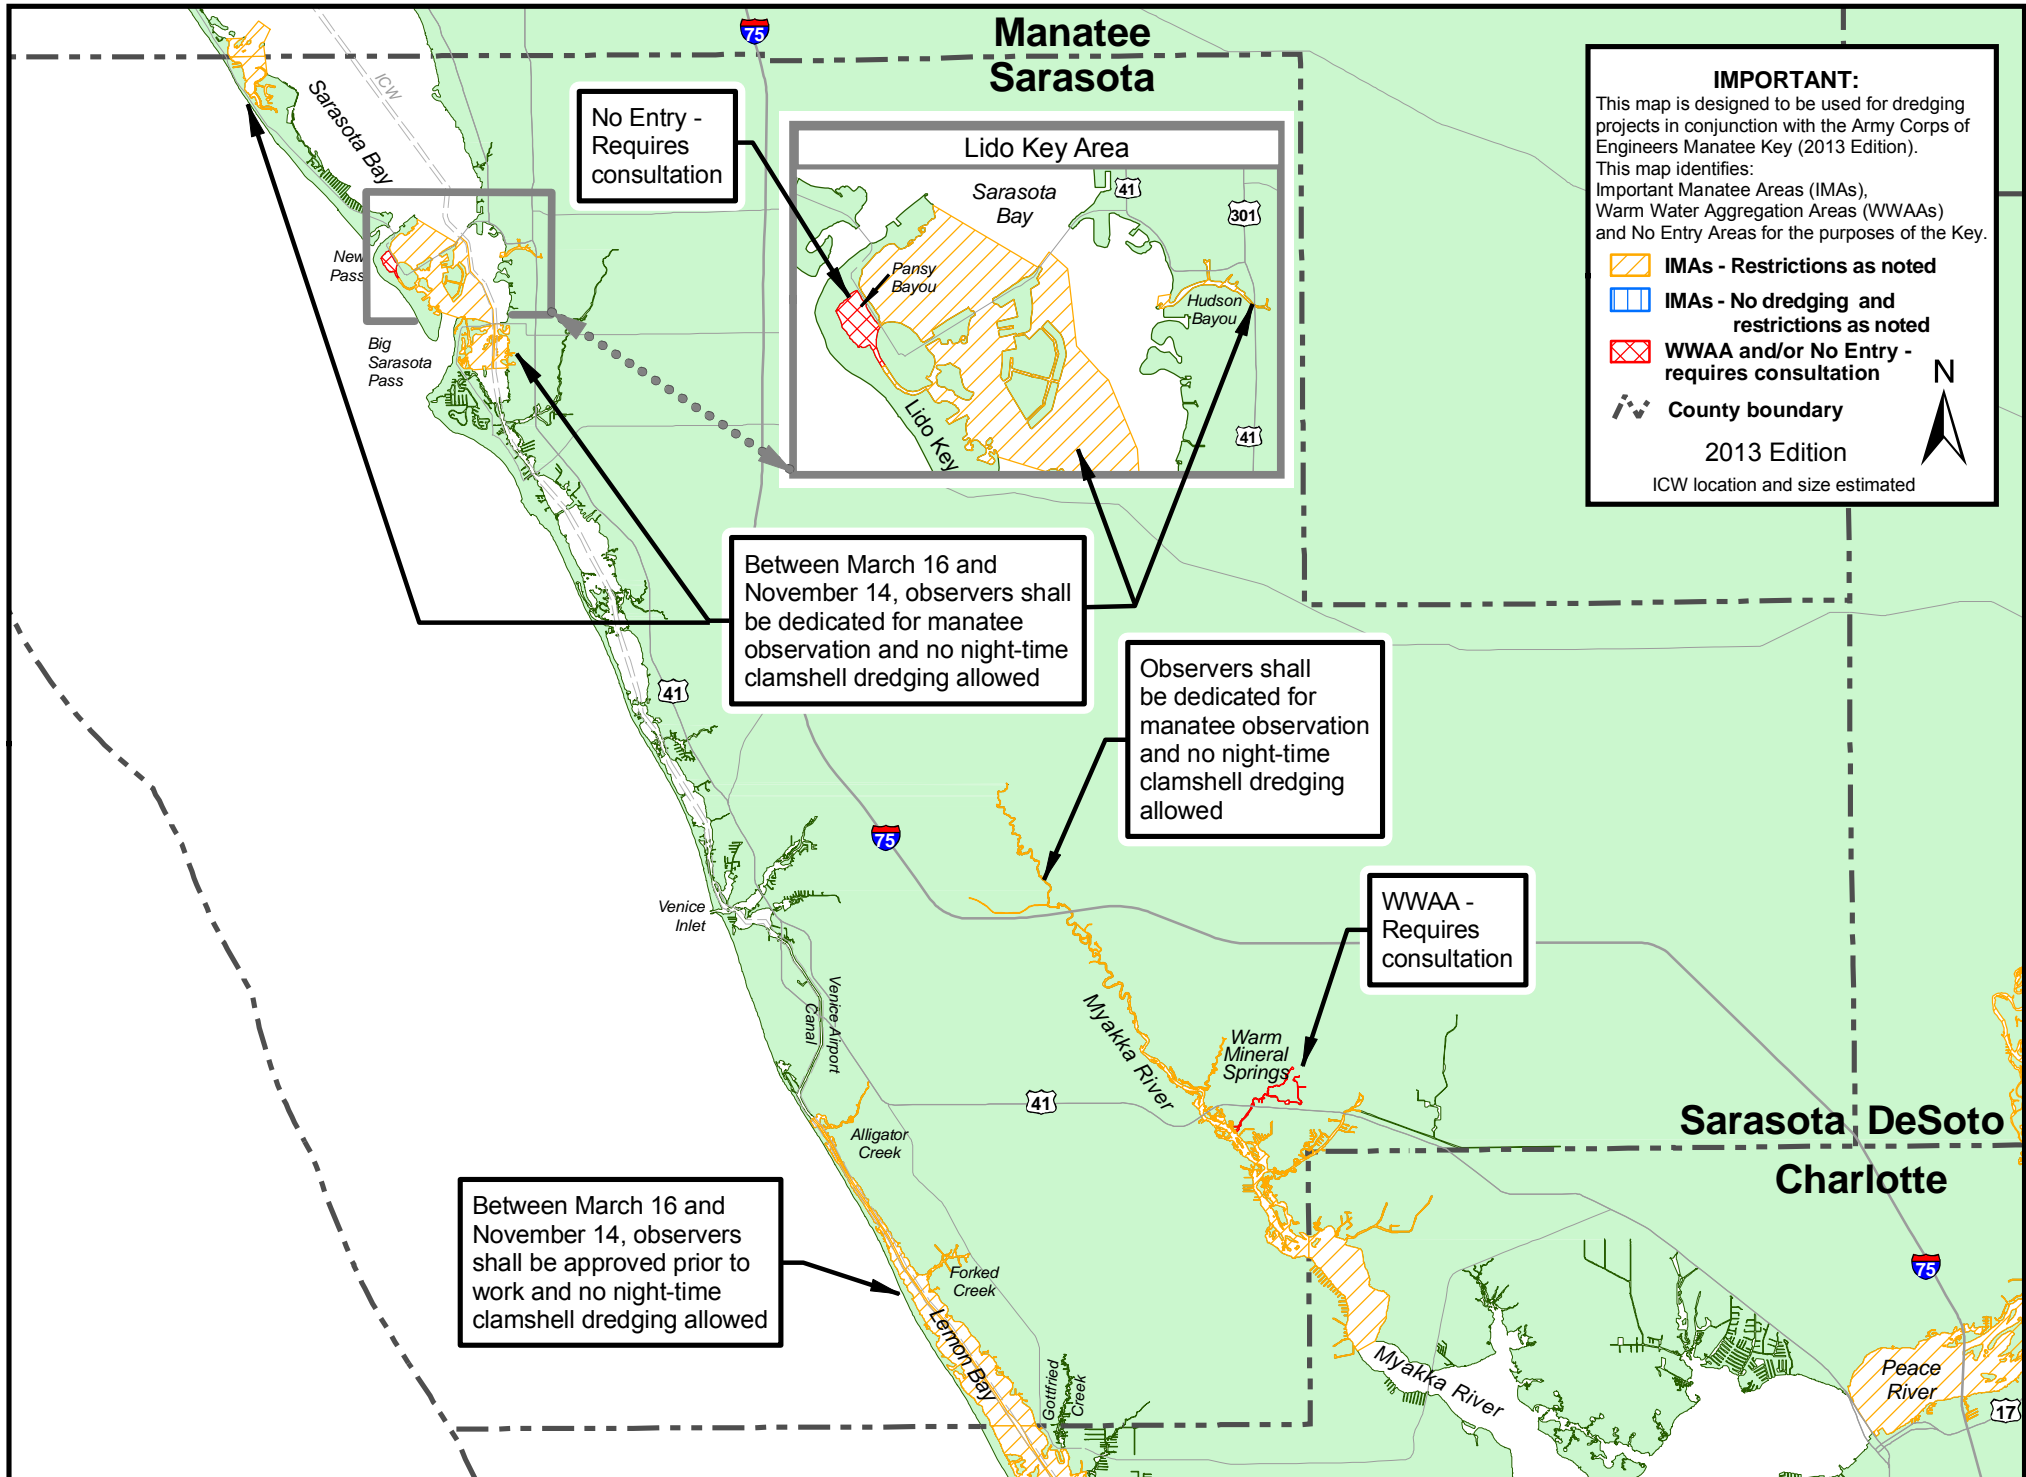 Manatee
Sarasota
75
ICW
Sarasota Bay
No Entry -
Requires
consultation
Lido Key Area
Sarasota
Bay
41
301
Pansy
Bayou
Hudson
Bayou
41
Lido Key
IMPORTANT:
This map is designed to be used for dredging
projects in conjunction with the Army Corps of
Engineers Manatee Key (2013 Edition).
This map identifies:
Important Manatee Areas (IMAs),
Warm Water Aggregation Areas (WWAAs)
and No Entry Areas for the purposes of the Key.
IMAs - Restrictions as noted
IMAs - No dredging and
restrictions as noted
WWAA and/or No Entry -
requires consultation
County boundary
N
2013 Edition
ICW location and size estimated
New
Pass
Big
Sarasota
Pass
Between March 16 and
November 14, observers shall
be dedicated for manatee
observation and no night-time
clamshell dredging allowed
41
Observers shall
be dedicated for
manatee observation
and no night-time
clamshell dredging
allowed
75
Venice
Inlet
WWAA -
Requires
consultation
Venice Airport
Canal
Myakka River
Warm
Mineral
Springs
41
Alligator
Creek
Sarasota
DeSoto
Charlotte
Between March 16 and
November 14, observers
shall be approved prior to
work and no night-time
clamshell dredging allowed
Forked
Creek
75
Lemon Bay
Gottfried
Creek
Myakka River
Peace
River
17